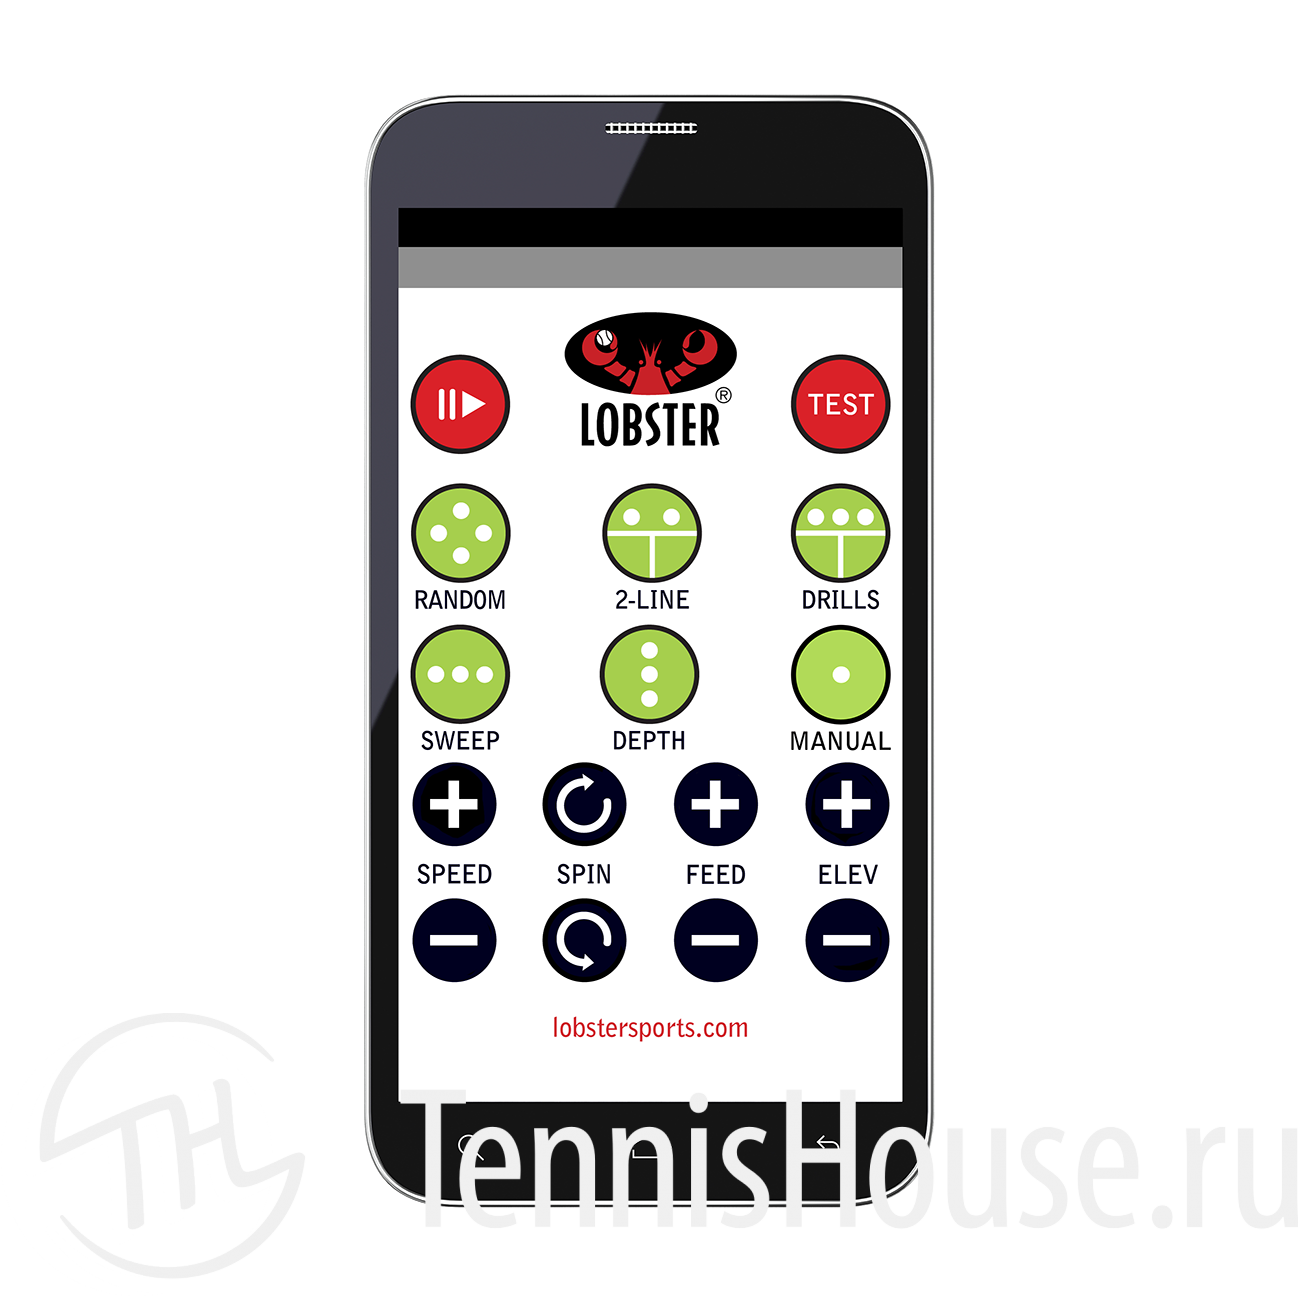 LOBSTER®
TEST
RANDOM 2-LINE DRILLS
SWEEP DEPTH MANUAL
SPEED SPIN FEED ELEV
lobstersports.com
TH
TennisHouse.ru